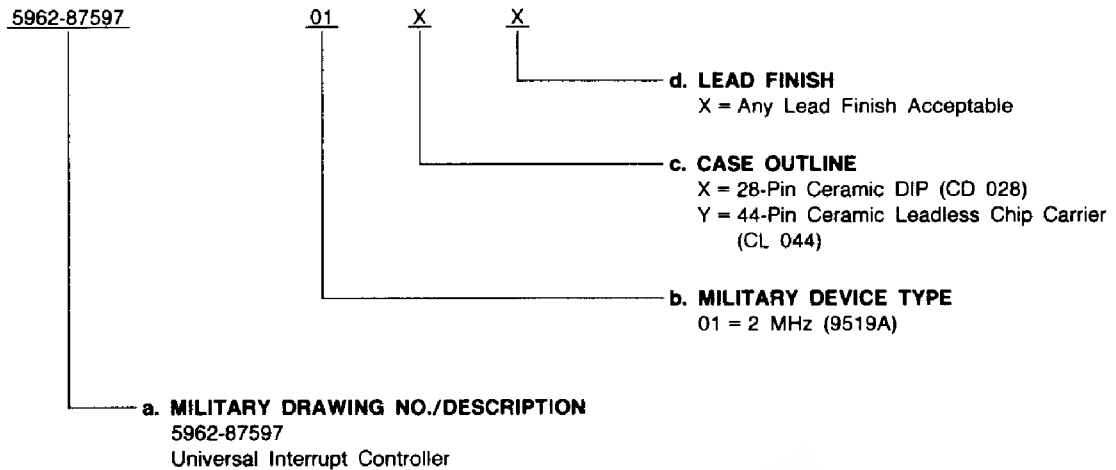 5962-87597 01 X X
d. LEAD FINISH
X = Any Lead Finish Acceptable
c. CASE OUTLINE
X = 28-Pin Ceramic DIP (CD 028)
Y = 44-Pin Ceramic Leadless Chip Carrier
(CL 044)
b. MILITARY DEVICE TYPE
01 = 2 MHz (9519A)
a. MILITARY DRAWING NO./DESCRIPTION
5962-87597
Universal Interrupt Controller